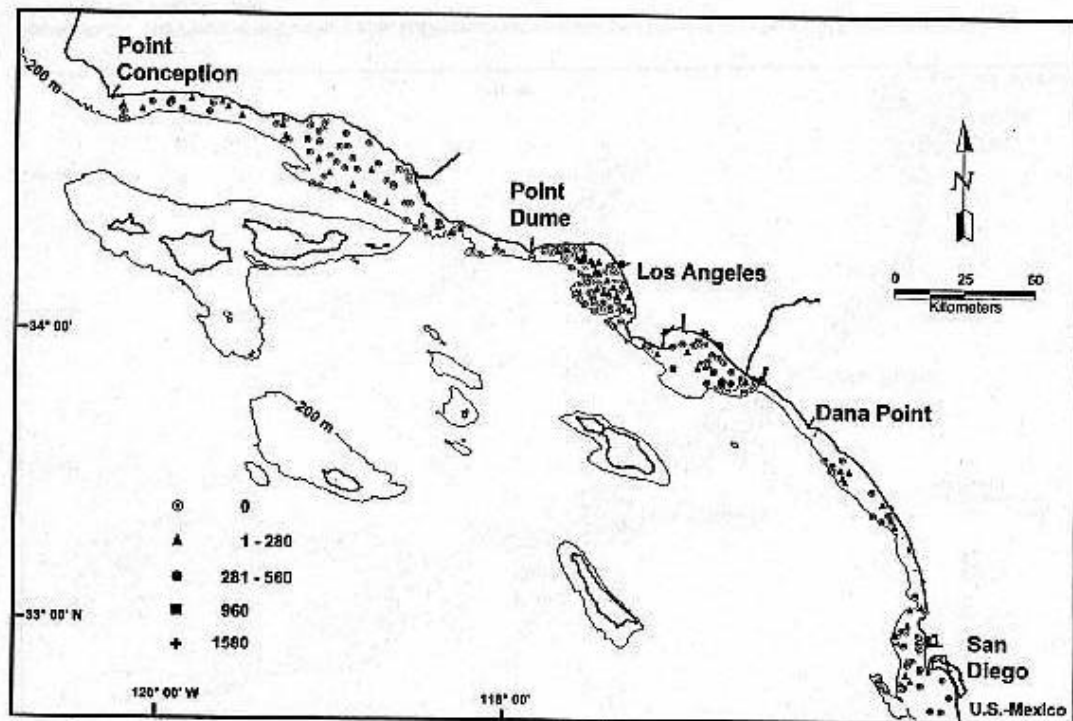 Point
Conception
200 m
Point
Dume
Los Angeles
0 25 50
Kilometers
34° 00'
Dana Point
200 m
0
1 - 280
281 - 560
960
1580
33° 00' N
San
Diego
120° 00' W
118° 00'
U.S.-Mexico